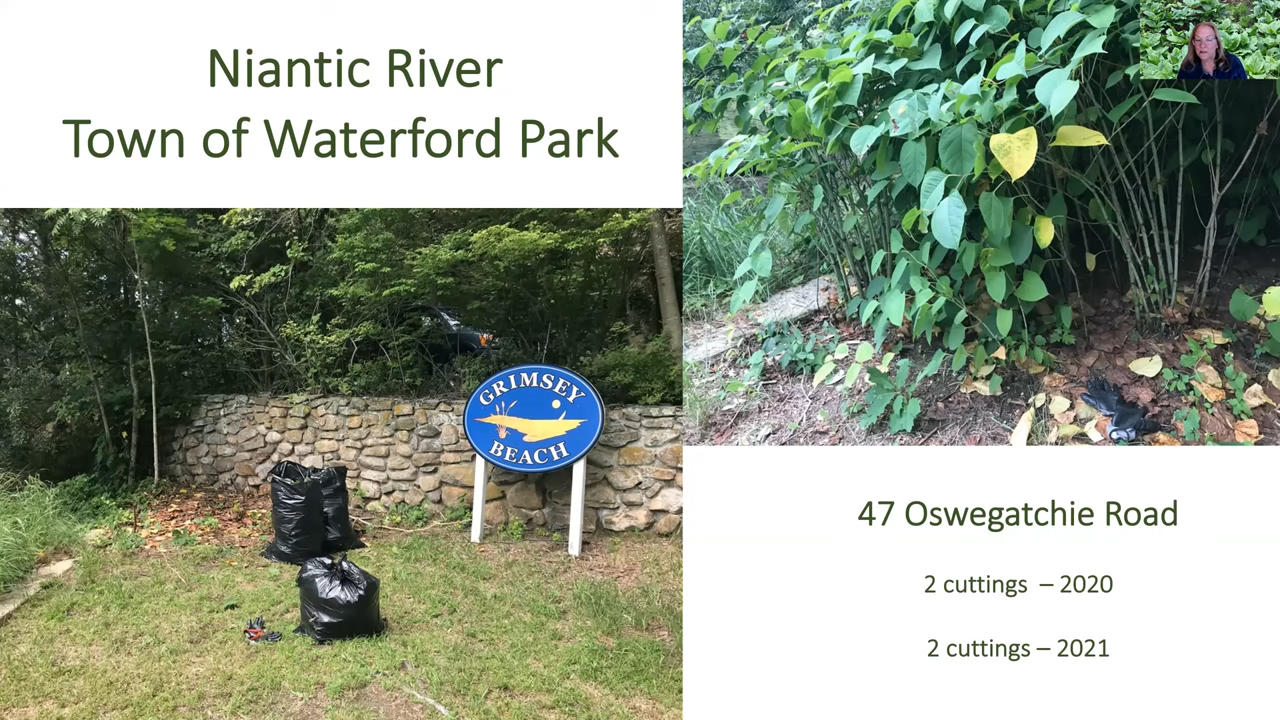 Niantic River
Town of Waterford Park
GRIMSEY
BEACH
47 Oswegatchie Road
2 cuttings – 2020
2 cuttings – 2021